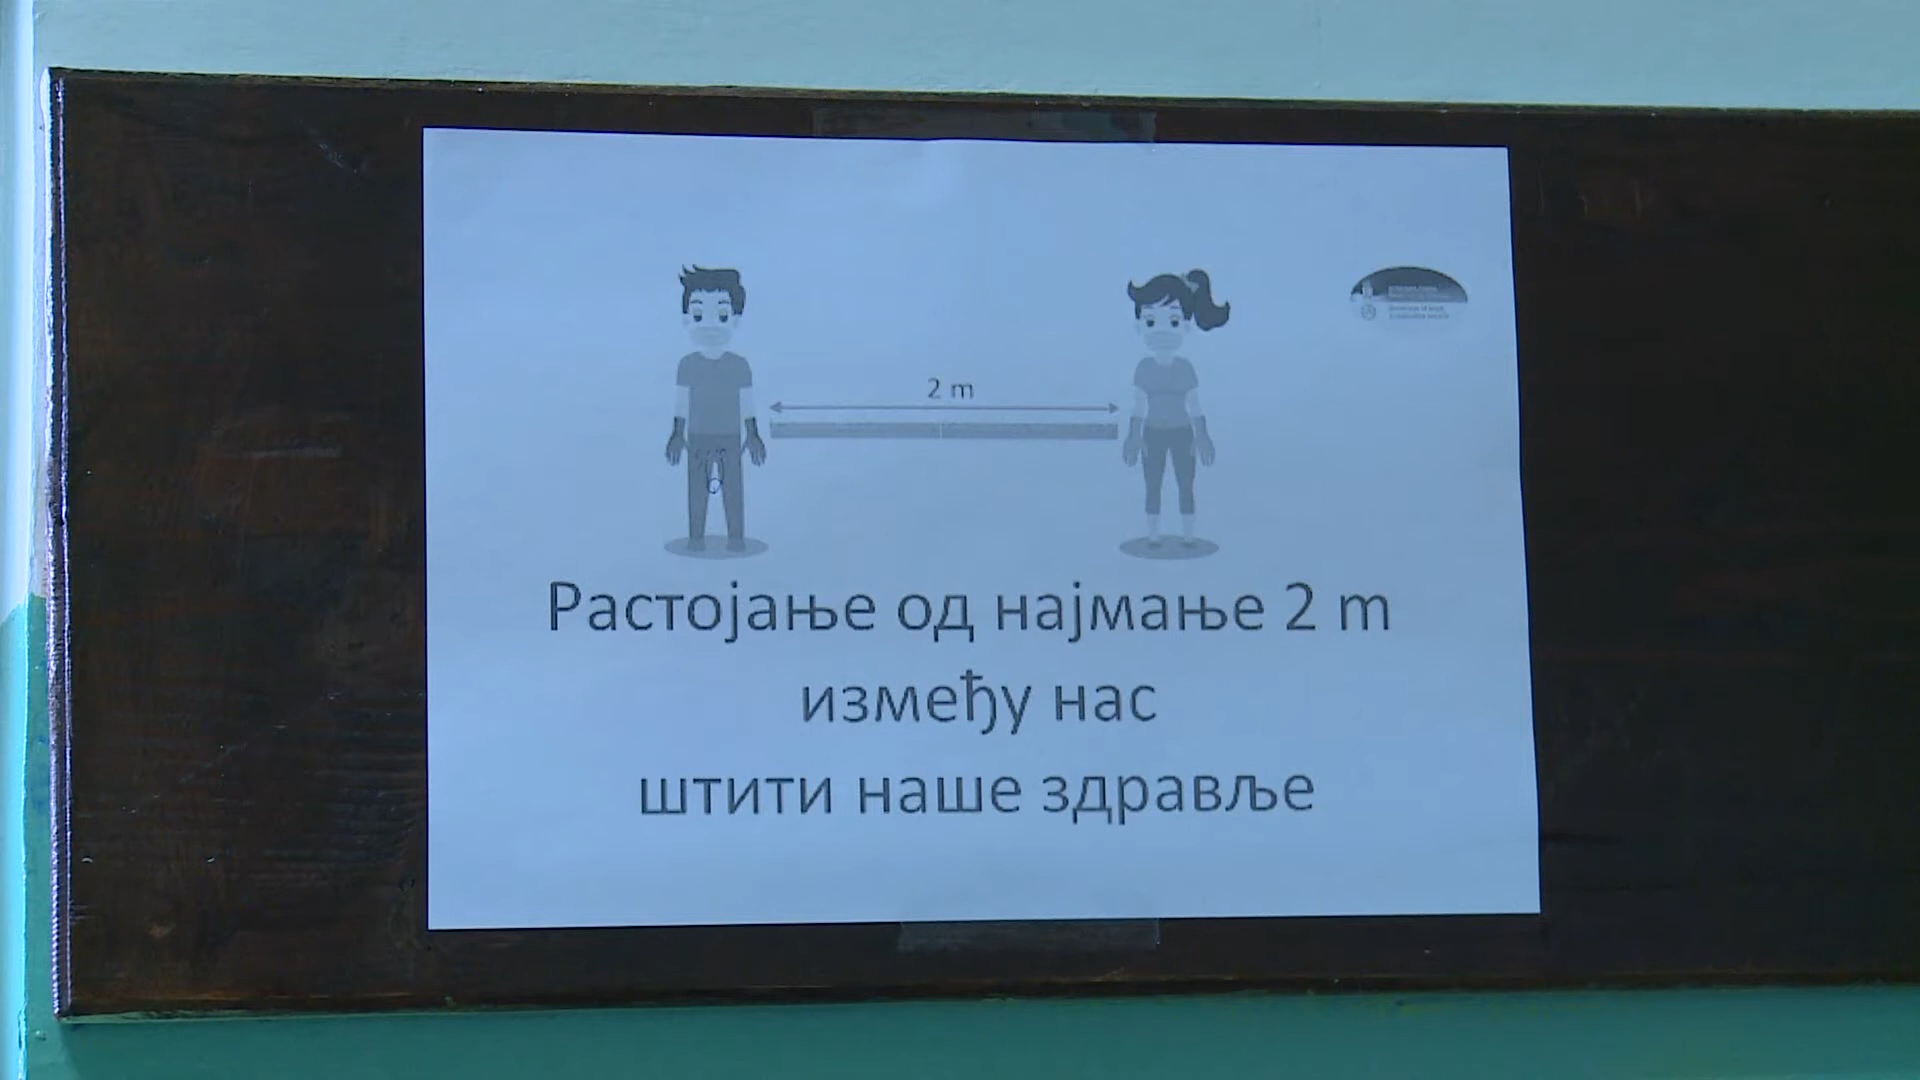 2 m
Растојање од најмање 2 m
између нас
штити наше здравље